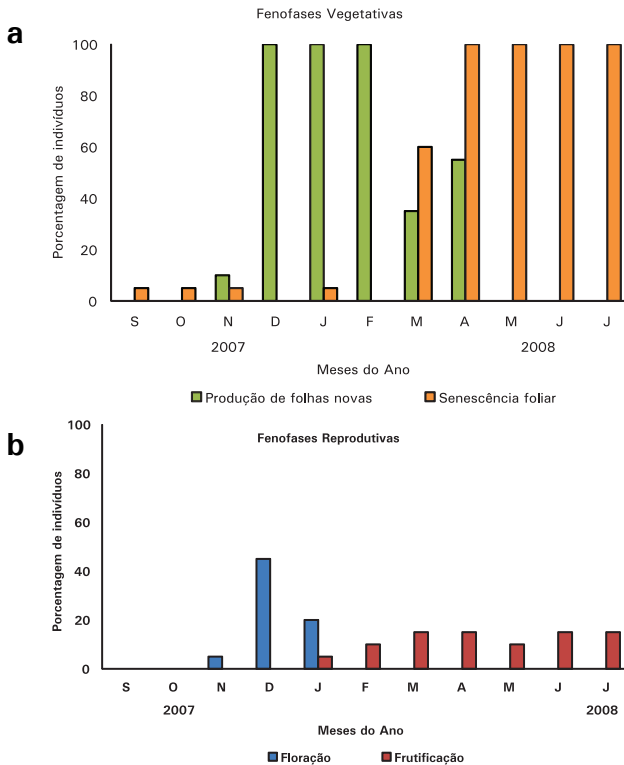 Fenofases Vegetativas
a
Porcentagem de indivíduos
100
80
60
40
20
0
S O N D J F M A M J J
2007 2008
Meses do Ano
Produção de folhas novas Senescência foliar
b
Fenofases Reprodutivas
Porcentagem de indivíduos
100
80
60
40
20
0
S O N D J F M A M J J
2007 2008
Meses do Ano
Floração Frutificação